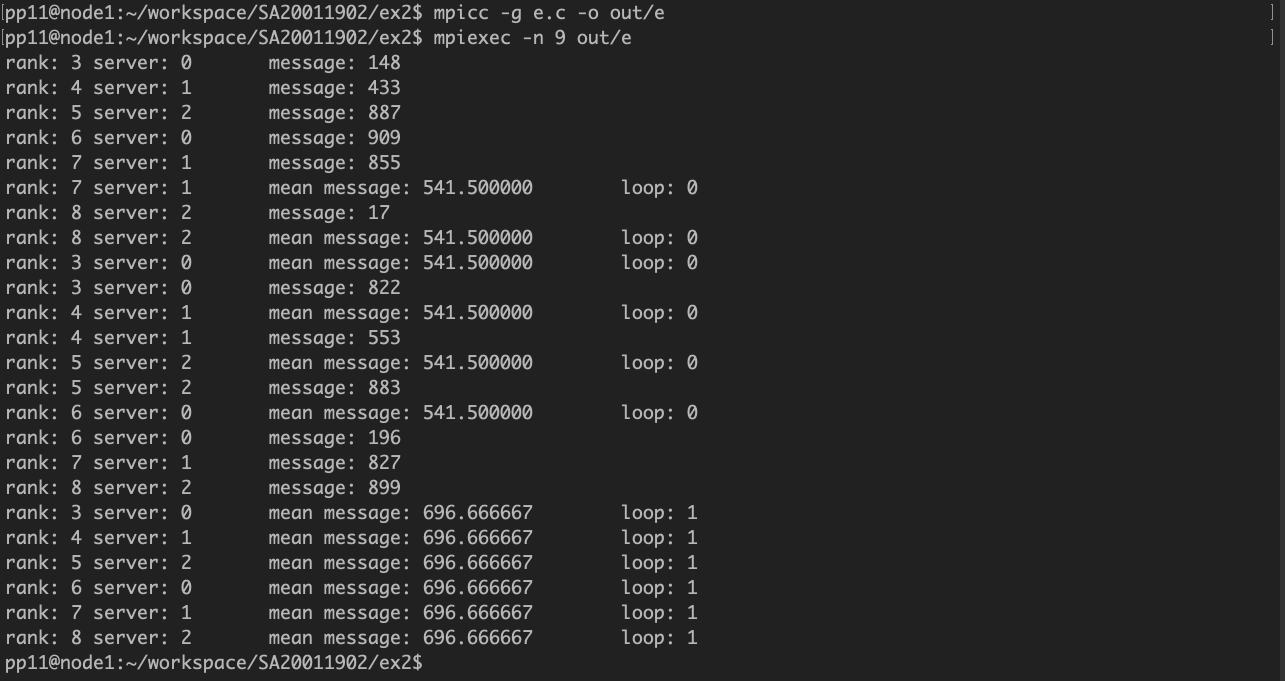 [pp11@node1:~/workspace/SA20011902/ex2$ mpicc -g e.c -o out/e ]
[pp11@node1:~/workspace/SA20011902/ex2$ mpiexec -n 9 out/e ]
rank: 3 server: 0 message: 148
rank: 4 server: 1 message: 433
rank: 5 server: 2 message: 887
rank: 6 server: 0 message: 909
rank: 7 server: 1 message: 855
rank: 7 server: 1 mean message: 541.500000 loop: 0
rank: 8 server: 2 message: 17
rank: 8 server: 2 mean message: 541.500000 loop: 0
rank: 3 server: 0 mean message: 541.500000 loop: 0
rank: 3 server: 0 message: 822
rank: 4 server: 1 mean message: 541.500000 loop: 0
rank: 4 server: 1 message: 553
rank: 5 server: 2 mean message: 541.500000 loop: 0
rank: 5 server: 2 message: 883
rank: 6 server: 0 mean message: 541.500000 loop: 0
rank: 6 server: 0 message: 196
rank: 7 server: 1 message: 827
rank: 8 server: 2 message: 899
rank: 3 server: 0 mean message: 696.666667 loop: 1
rank: 4 server: 1 mean message: 696.666667 loop: 1
rank: 5 server: 2 mean message: 696.666667 loop: 1
rank: 6 server: 0 mean message: 696.666667 loop: 1
rank: 7 server: 1 mean message: 696.666667 loop: 1
rank: 8 server: 2 mean message: 696.666667 loop: 1
pp11@node1:~/workspace/SA20011902/ex2$